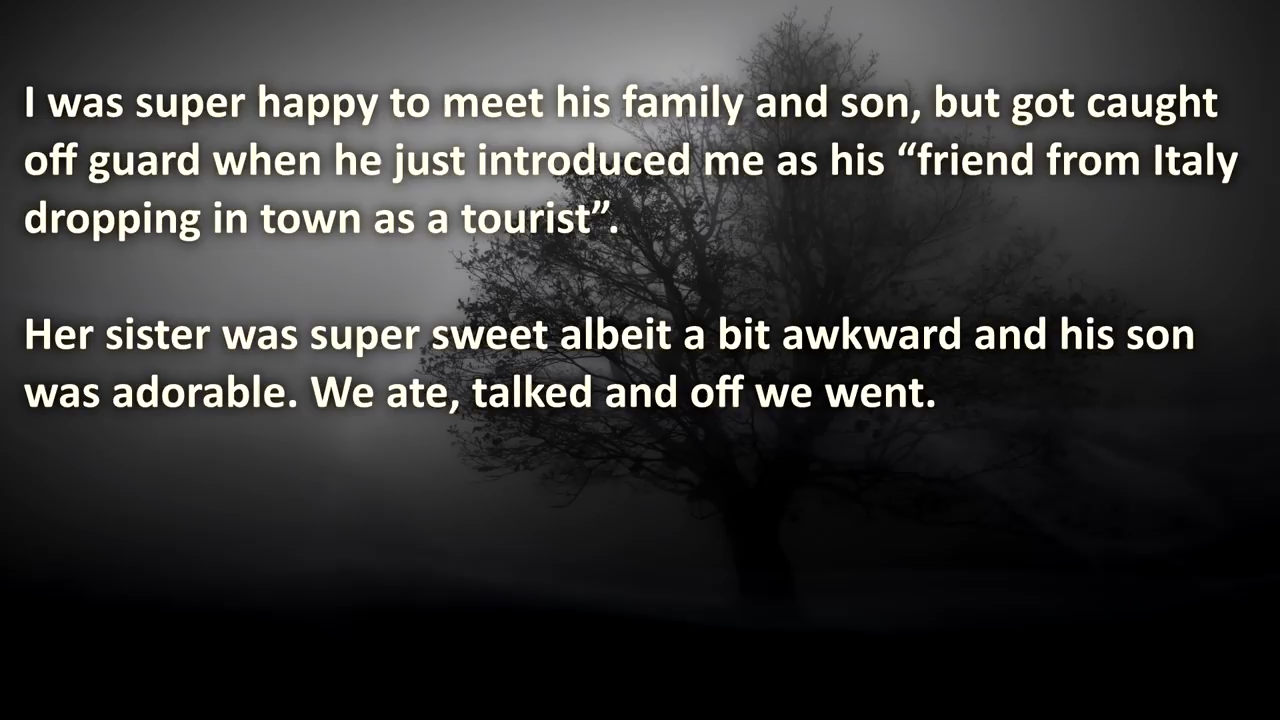 I was super happy to meet his family and son, but got caught
off guard when he just introduced me as his “friend from Italy
dropping in town as a tourist”.
Her sister was super sweet albeit a bit awkward and his son
was adorable. We ate, talked and off we went.